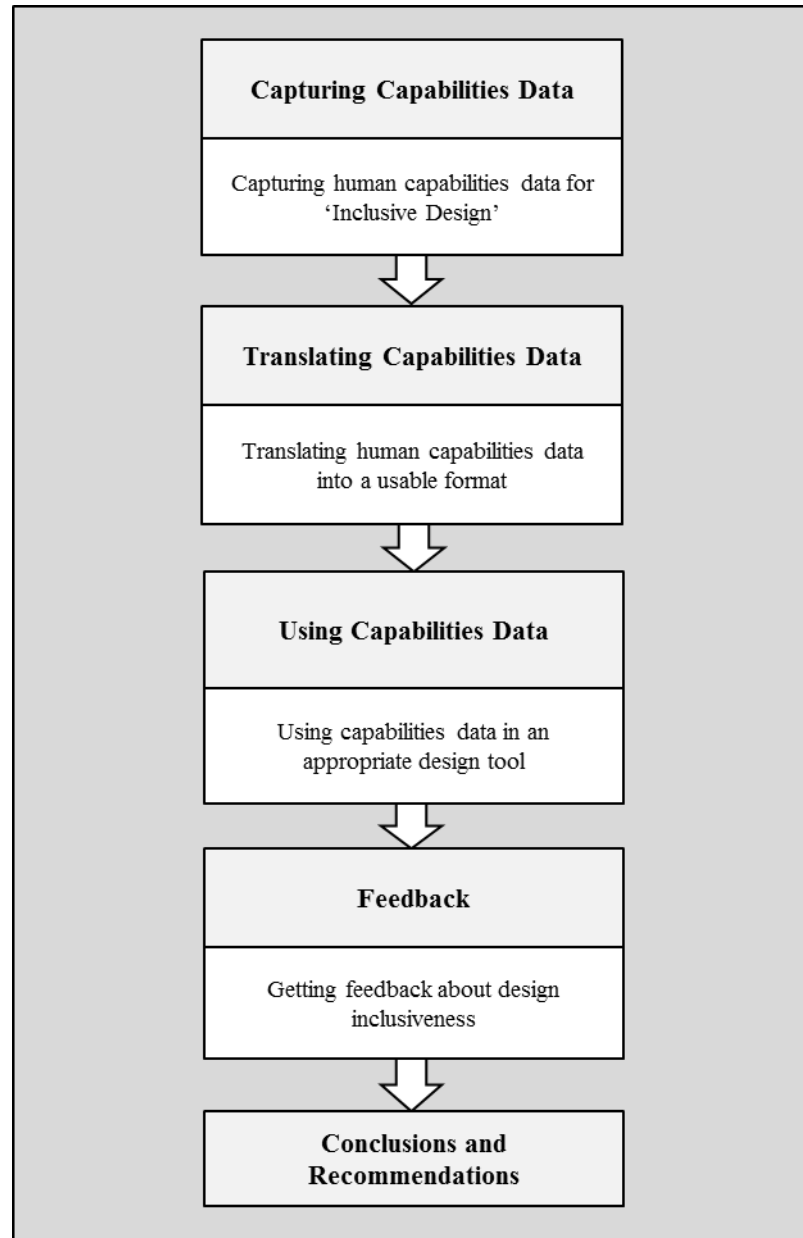 Capturing Capabilities Data
Capturing human capabilities data for
‘Inclusive Design’
Translating Capabilities Data
Translating human capabilities data
into a usable format
Using Capabilities Data
Using capabilities data in an
appropriate design tool
Feedback
Getting feedback about design
inclusiveness
Conclusions and
Recommendations